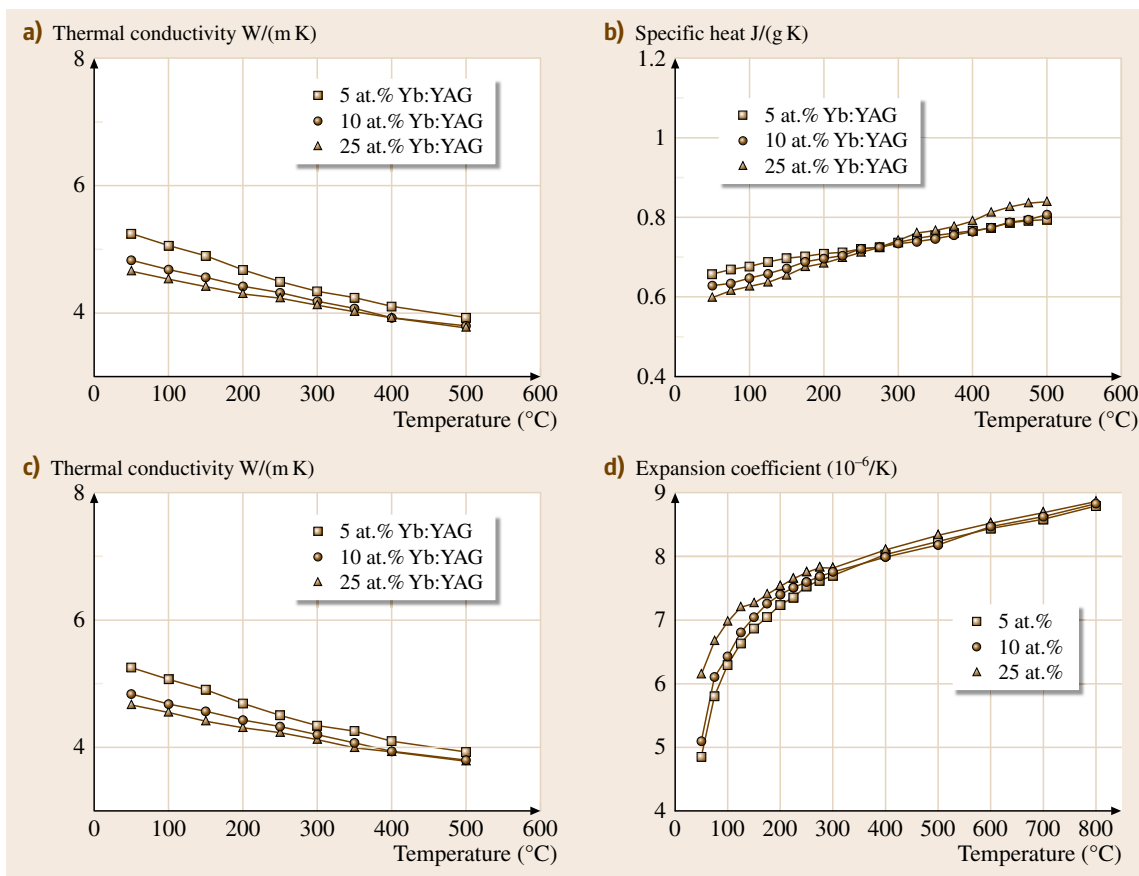 a) Thermal conductivity W/(m K)
8
6
4
5 at.% Yb:YAG
10 at.% Yb:YAG
25 at.% Yb:YAG
0 100 200 300 400 500 600
Temperature (°C)
b) Specific heat J/(g K)
1.2
1
0.8
0.6
0.4
5 at.% Yb:YAG
10 at.% Yb:YAG
25 at.% Yb:YAG
0 100 200 300 400 500 600
Temperature (°C)
c) Thermal conductivity W/(m K)
8
6
4
5 at.% Yb:YAG
10 at.% Yb:YAG
25 at.% Yb:YAG
0 100 200 300 400 500 600
Temperature (°C)
d) Expansion coefficient (10⁻⁶/K)
9
8
7
6
5
4
5 at.%
10 at.%
25 at.%
0 100 200 300 400 500 600 700 800
Temperature (°C)